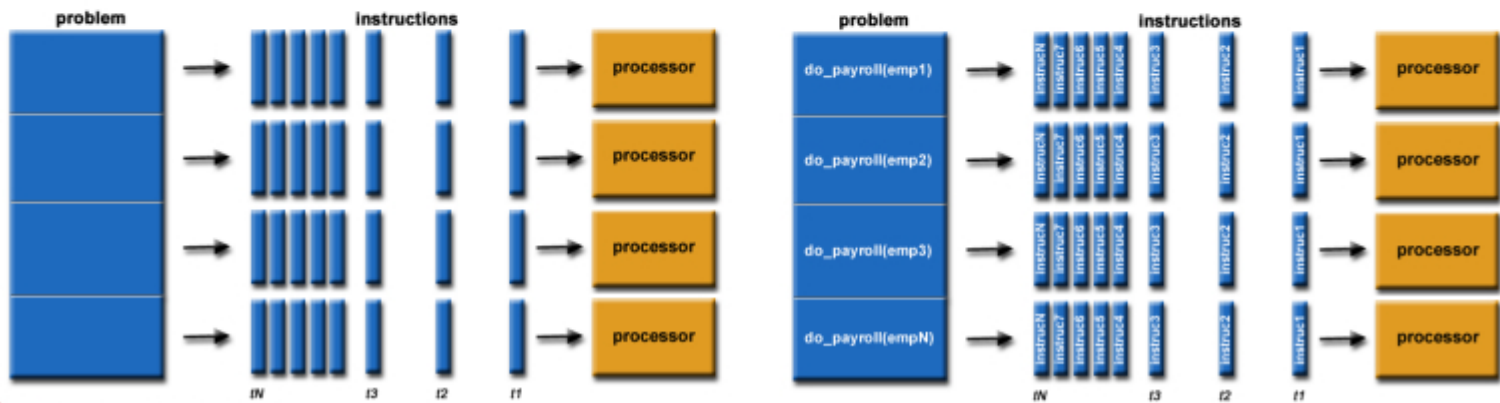 problem
instructions
processor
processor
processor
processor
tN t3 t2 t1
problem
instructions
do_payroll(emp1)
instrucN
instruc7
instruc6
instruc5
instruc4
instruc3
instruc2
instruc1
processor
do_payroll(emp2)
instrucN
instruc7
instruc6
instruc5
instruc4
instruc3
instruc2
instruc1
processor
do_payroll(emp3)
instrucN
instruc7
instruc6
instruc5
instruc4
instruc3
instruc2
instruc1
processor
do_payroll(empN)
instrucN
instruc7
instruc6
instruc5
instruc4
instruc3
instruc2
instruc1
processor
tN t3 t2 t1